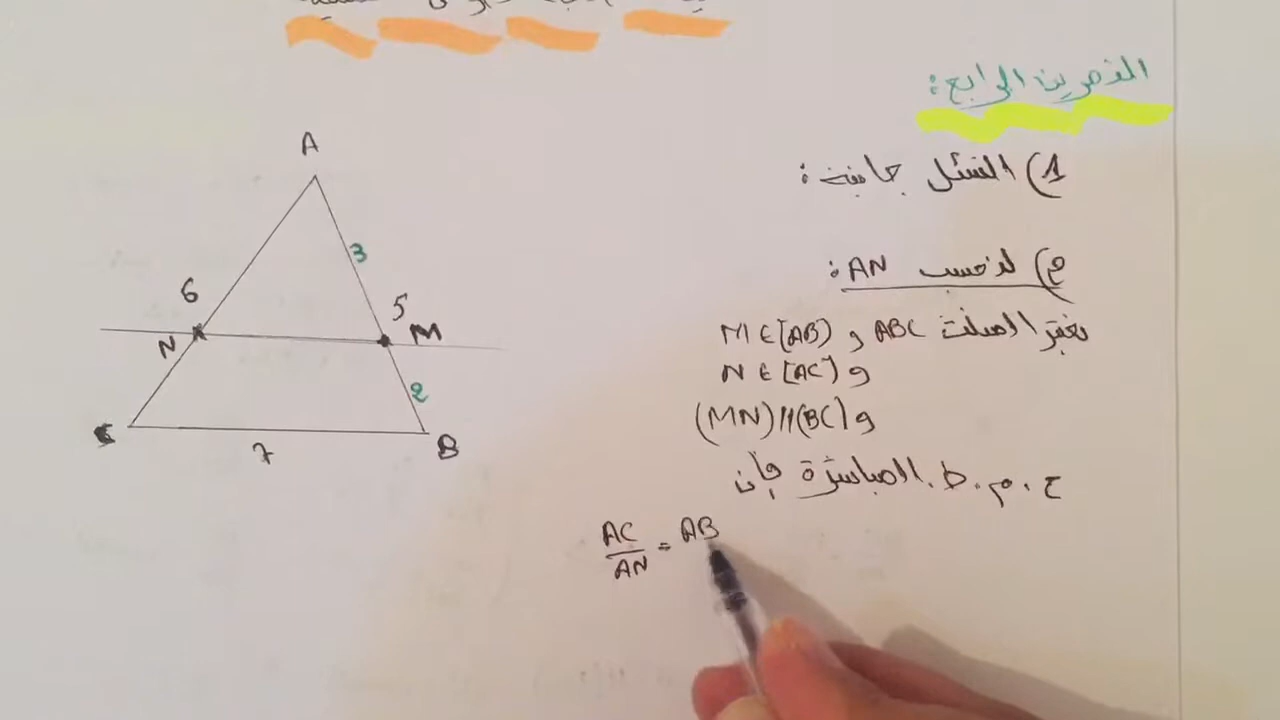 التمرين الرابع :
1) الشكل جانبه :
م) لنحسب AN :
نعتبر المثلث ABC و M∈[AB)
و N∈[AC)
و (MN)//(BC)
ح.م.ط. المباشرة فإن
AC/AN = AB
A
3
6
5
N
M
2
C
7
B